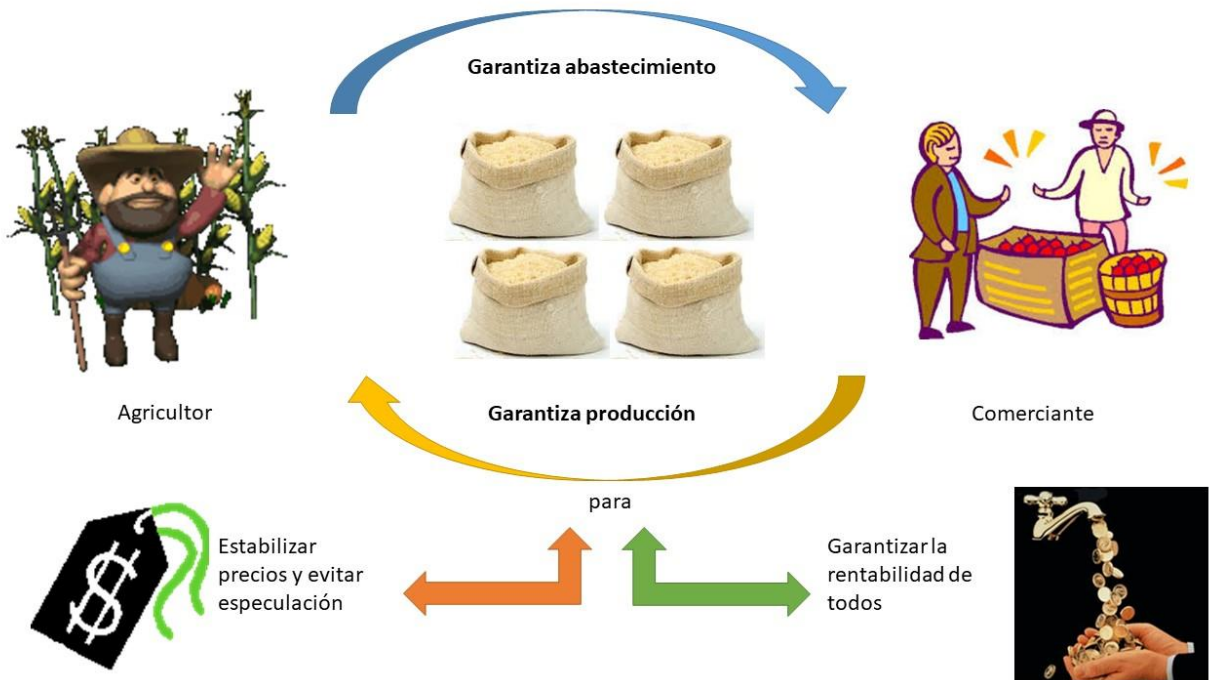 Garantiza abastecimiento
Agricultor
Garantiza producción
Comerciante
para
Estabilizar
precios y evitar
especulación
Garantizar la
rentabilidad de
todos
$